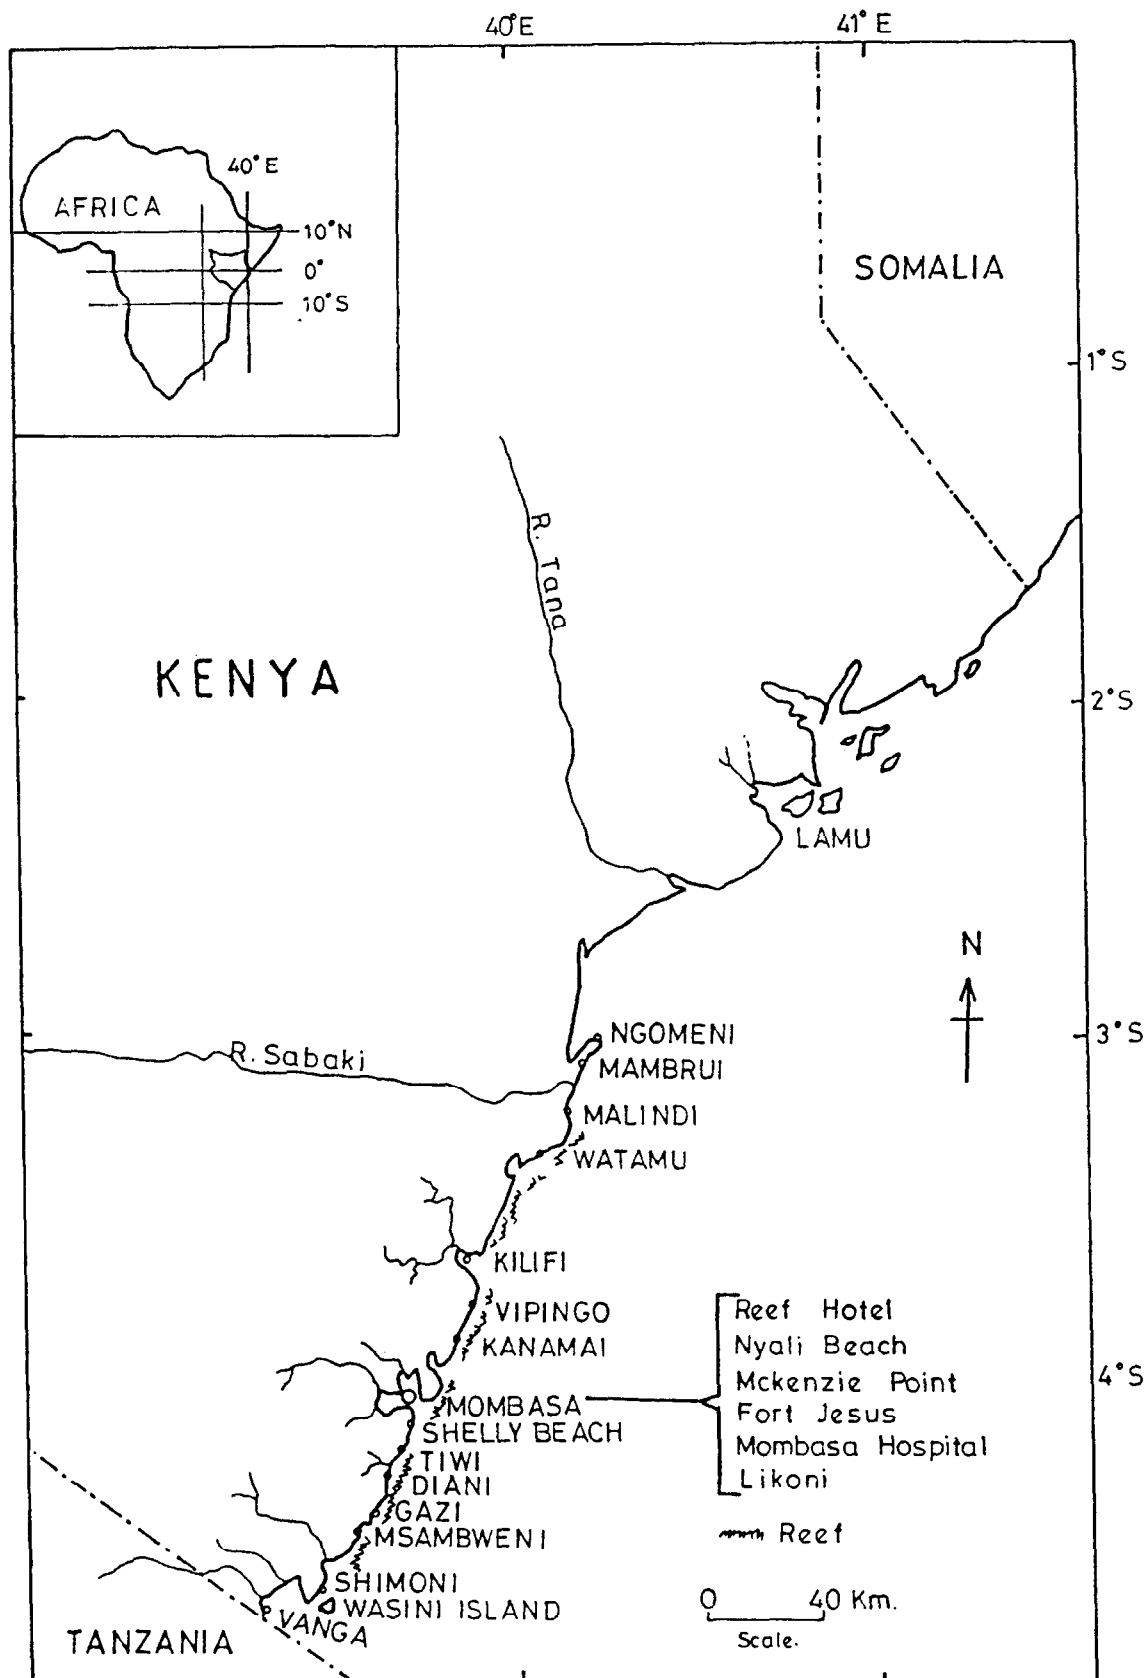 40°E
41°E
40°E
AFRICA
10°N
0°
10°S
SOMALIA
1°S
R. Tana
KENYA
2°S
LAMU
N
NGOMENI
3°S
R. Sabaki
MAMBRUI
MALINDI
WATAMU
KILIFI
VIPINGO
KANAMAI
Reef Hotel
Nyali Beach
Mckenzie Point
Fort Jesus
Mombasa Hospital
Likoni
4°S
MOMBASA
SHELLY BEACH
TIWI
DIANI
GAZI
MSAMBWENI
Reef
SHIMONI
WASINI ISLAND
VANGA
TANZANIA
0 40 Km.
Scale.